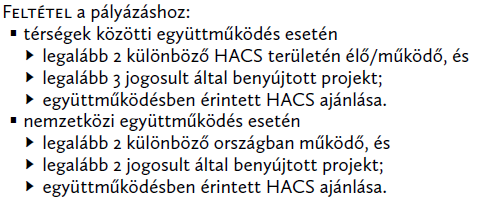 Feltétel a pályázáshoz:
▪ térségek közötti együttműködés esetén
▸ legalább 2 különböző HACS területén élő/működő, és
▸ legalább 3 jogosult által benyújtott projekt;
▸ együttműködésben érintett HACS ajánlása.
▪ nemzetközi együttműködés esetén
▸ legalább 2 különböző országban működő, és
▸ legalább 2 jogosult által benyújtott projekt;
▸ együttműködésben érintett HACS ajánlása.